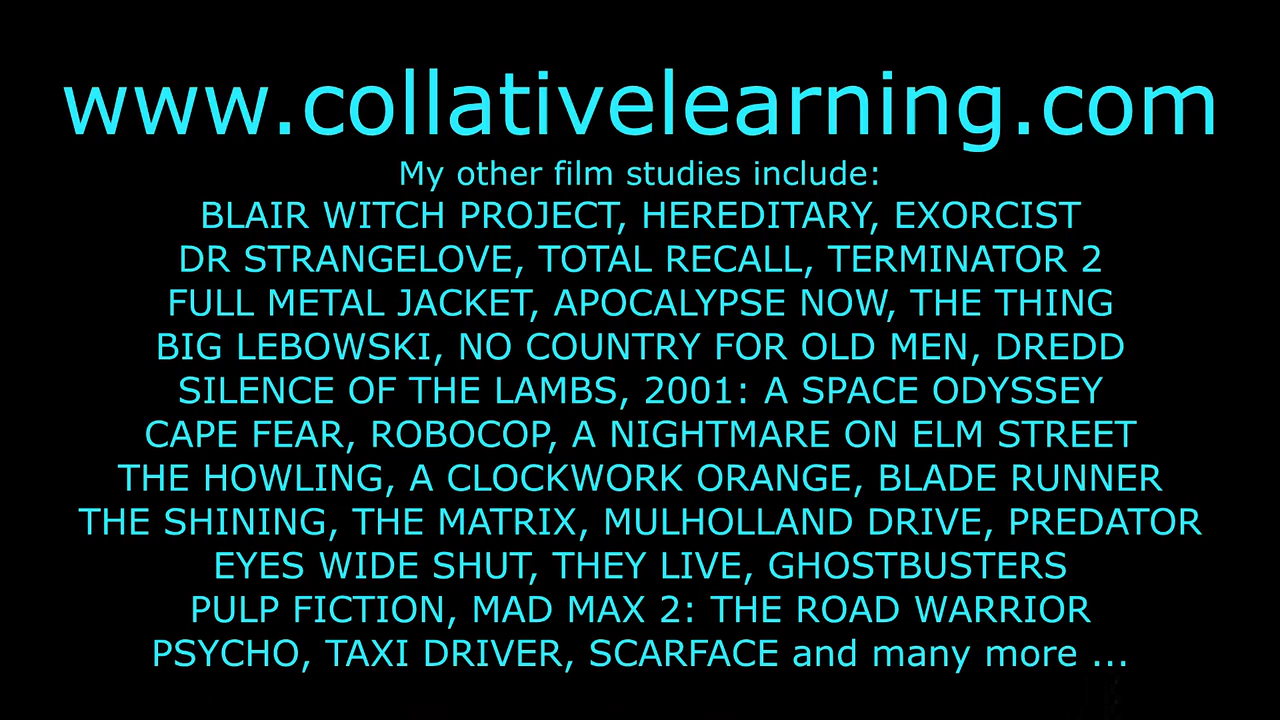 www.collativelearning.com
My other film studies include:
BLAIR WITCH PROJECT, HEREDITARY, EXORCIST
DR STRANGELOVE, TOTAL RECALL, TERMINATOR 2
FULL METAL JACKET, APOCALYPSE NOW, THE THING
BIG LEBOWSKI, NO COUNTRY FOR OLD MEN, DREDD
SILENCE OF THE LAMBS, 2001: A SPACE ODYSSEY
CAPE FEAR, ROBOCOP, A NIGHTMARE ON ELM STREET
THE HOWLING, A CLOCKWORK ORANGE, BLADE RUNNER
THE SHINING, THE MATRIX, MULHOLLAND DRIVE, PREDATOR
EYES WIDE SHUT, THEY LIVE, GHOSTBUSTERS
PULP FICTION, MAD MAX 2: THE ROAD WARRIOR
PSYCHO, TAXI DRIVER, SCARFACE and many more ...